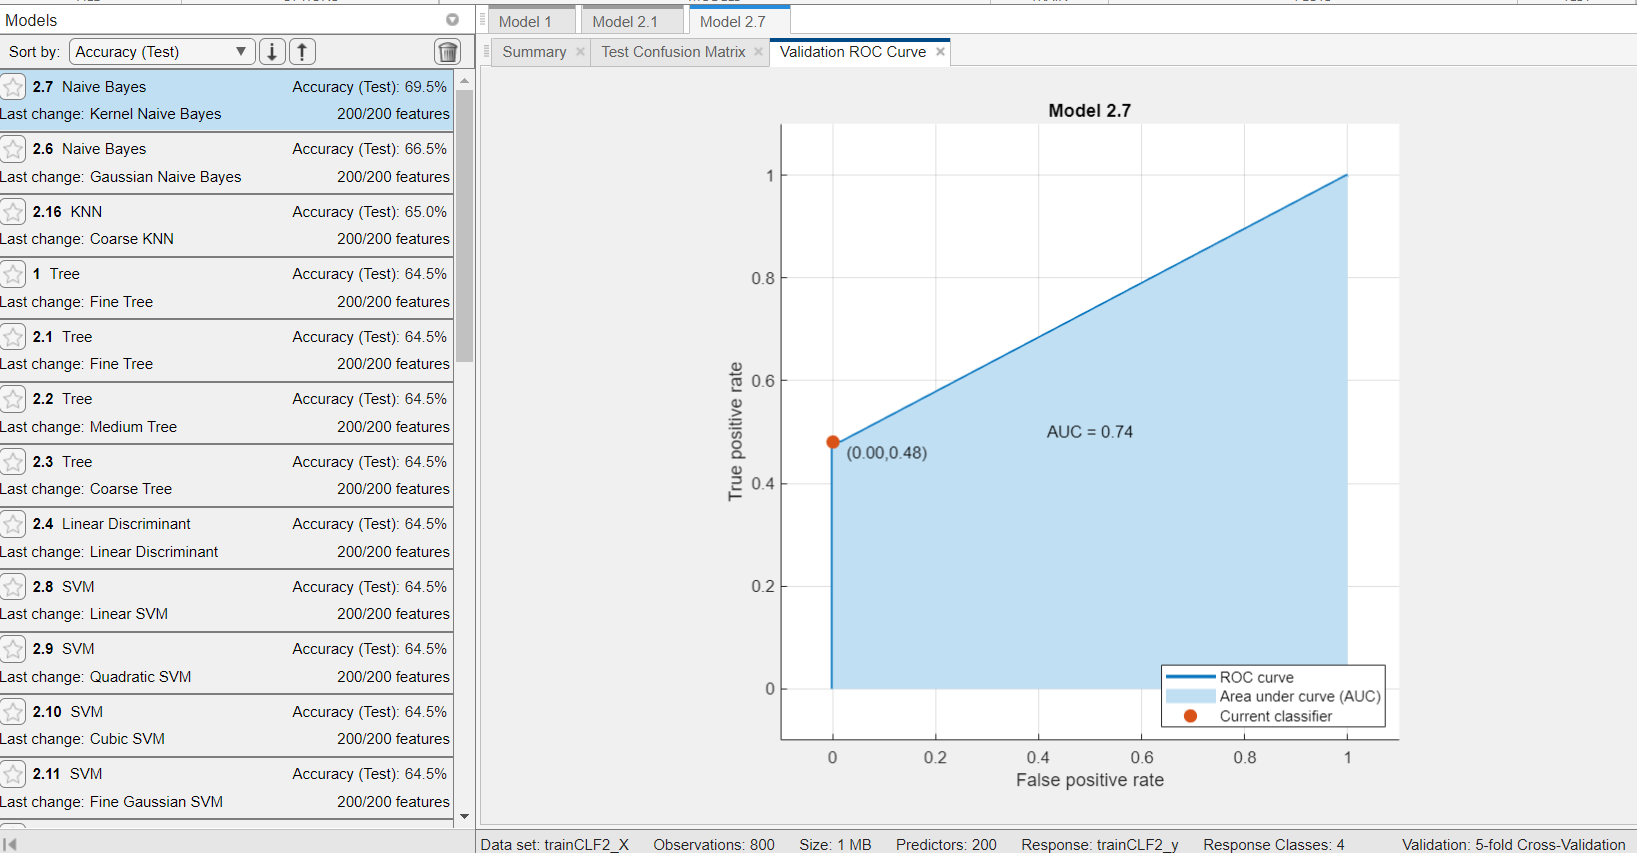 Models
Sort by: Accuracy (Test)
2.7 Naive Bayes Accuracy (Test): 69.5%
Last change: Kernel Naive Bayes 200/200 features
2.6 Naive Bayes Accuracy (Test): 66.5%
Last change: Gaussian Naive Bayes 200/200 features
2.16 KNN Accuracy (Test): 65.0%
Last change: Coarse KNN 200/200 features
1 Tree Accuracy (Test): 64.5%
Last change: Fine Tree 200/200 features
2.1 Tree Accuracy (Test): 64.5%
Last change: Fine Tree 200/200 features
2.2 Tree Accuracy (Test): 64.5%
Last change: Medium Tree 200/200 features
2.3 Tree Accuracy (Test): 64.5%
Last change: Coarse Tree 200/200 features
2.4 Linear Discriminant Accuracy (Test): 64.5%
Last change: Linear Discriminant 200/200 features
2.8 SVM Accuracy (Test): 64.5%
Last change: Linear SVM 200/200 features
2.9 SVM Accuracy (Test): 64.5%
Last change: Quadratic SVM 200/200 features
2.10 SVM Accuracy (Test): 64.5%
Last change: Cubic SVM 200/200 features
2.11 SVM Accuracy (Test): 64.5%
Last change: Fine Gaussian SVM 200/200 features
Model 1 Model 2.1 Model 2.7
Summary Test Confusion Matrix Validation ROC Curve
Model 2.7
1
0.8
0.6
0.4
0.2
0
True positive rate
AUC = 0.74
(0.00,0.48)
ROC curve
Area under curve (AUC)
Current classifier
0 0.2 0.4 0.6 0.8 1
False positive rate
Data set: trainCLF2_X Observations: 800 Size: 1 MB Predictors: 200 Response: trainCLF2_y Response Classes: 4 Validation: 5-fold Cross-Validation